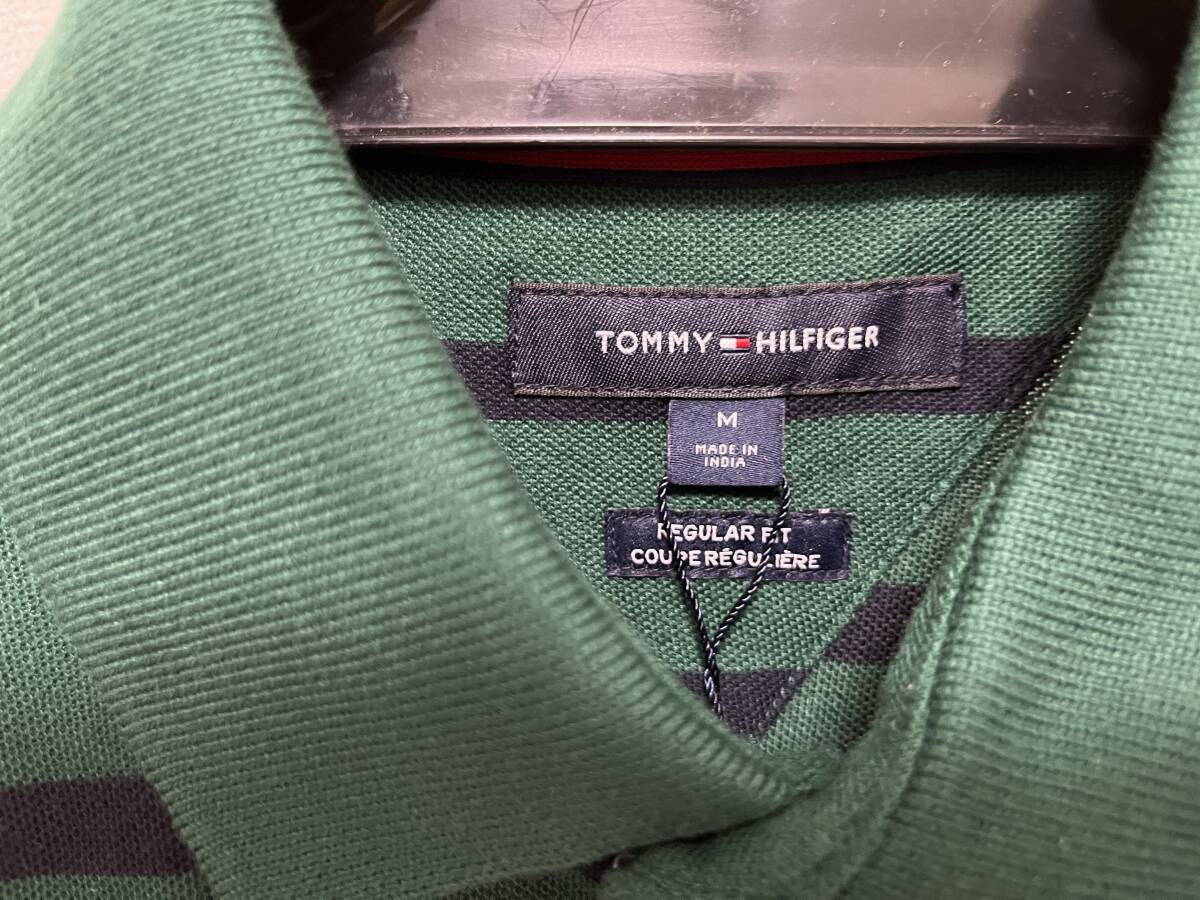 TOMMY HILFIGER
M
MADE IN
INDIA
REGULAR FIT
COUPE RÉGULIÈRE